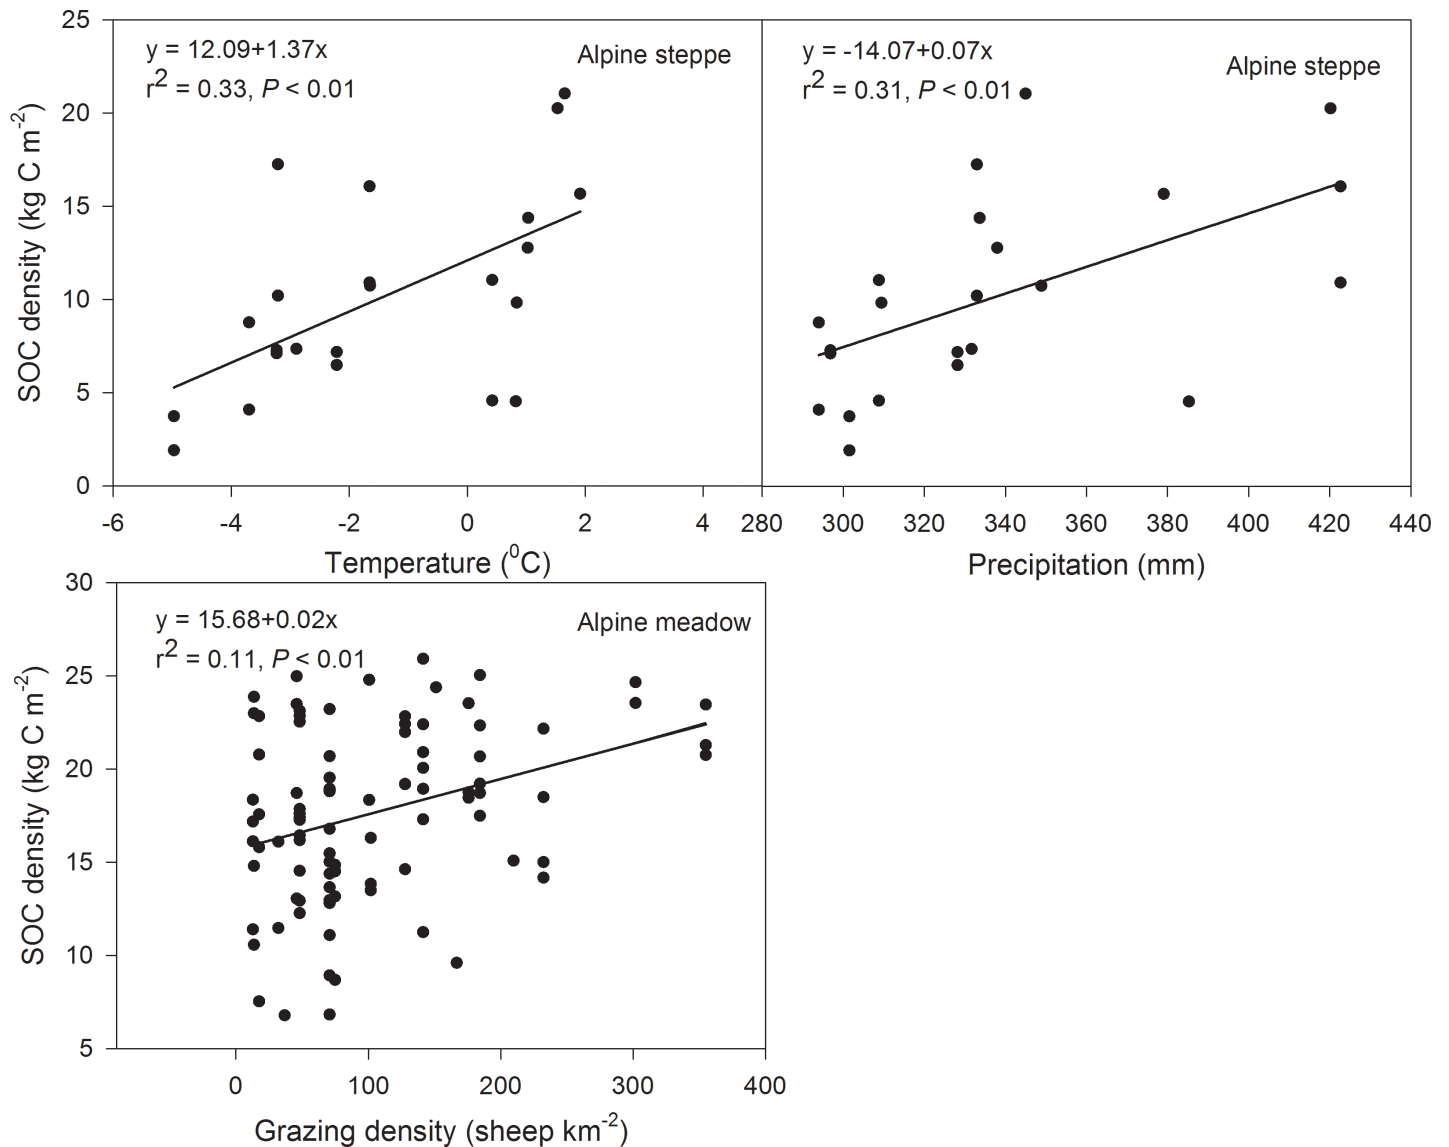 y = 12.09+1.37x
r2 = 0.33, P < 0.01
Alpine steppe
25
20
15
10
5
0
SOC density (kg C m-2)
-6 -4 -2 0 2 4
Temperature (0C)
y = -14.07+0.07x
r2 = 0.31, P < 0.01
Alpine steppe
280 300 320 340 360 380 400 420 440
Precipitation (mm)
y = 15.68+0.02x
r2 = 0.11, P < 0.01
Alpine meadow
30
25
20
15
10
5
SOC density (kg C m-2)
0 100 200 300 400
Grazing density (sheep km-2)